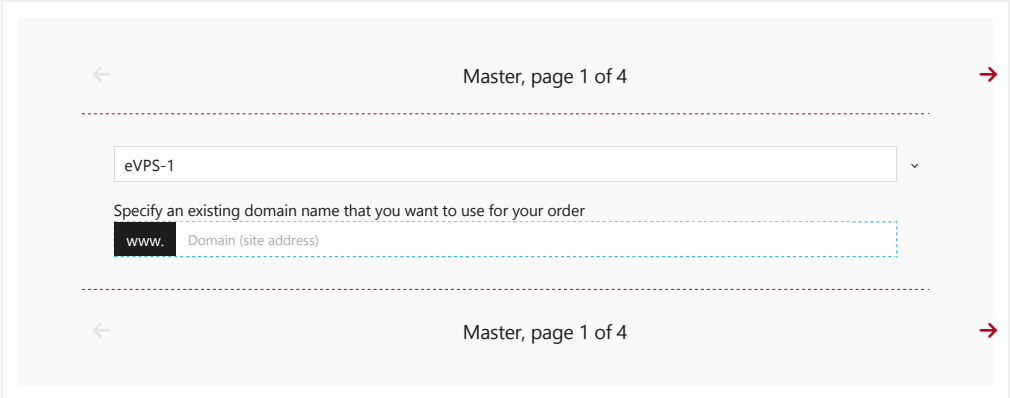 Master, page 1 of 4
eVPS-1
Specify an existing domain name that you want to use for your order
www. Domain (site address)
Master, page 1 of 4